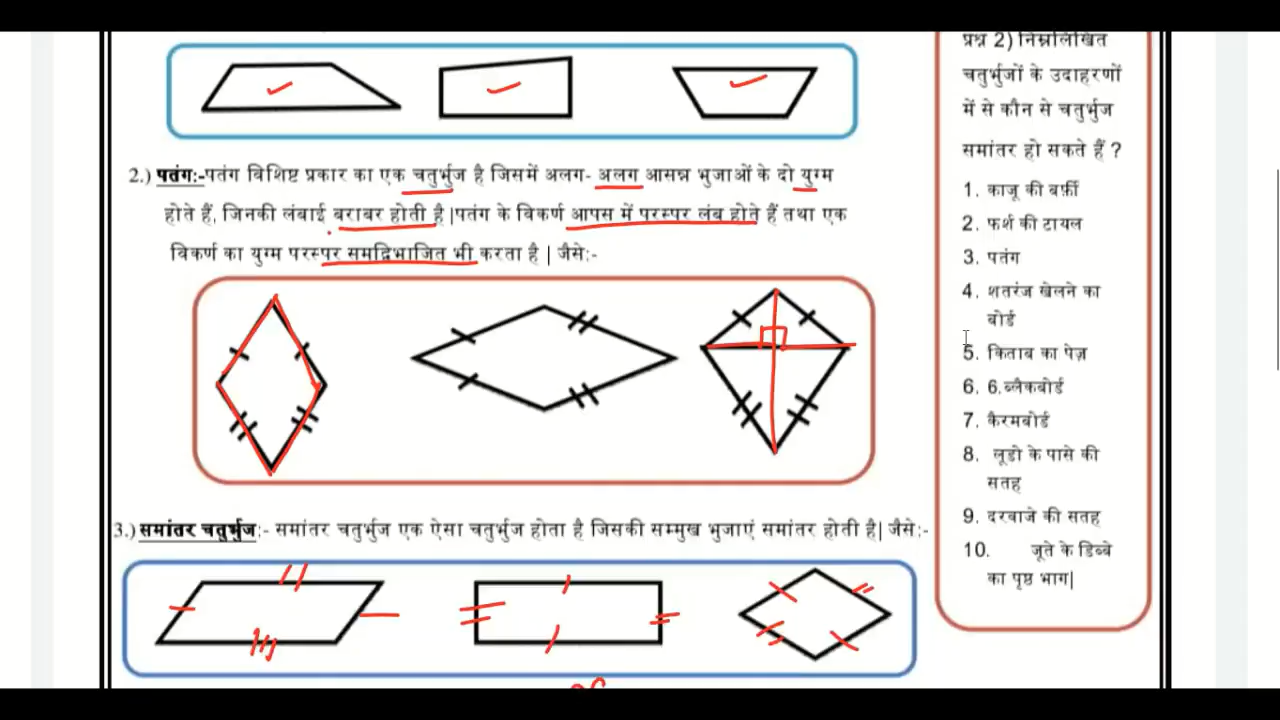 2.) पतंग:-पतंग विशिष्ट प्रकार का एक चतुर्भुज है जिसमें अलग- अलग आसन्न भुजाओं के दो युग्म
होते हैं, जिनकी लंबाई बराबर होती है |पतंग के विकर्ण आपस में परस्पर लंब होते हैं तथा एक
विकर्ण का युग्म परस्पर समद्विभाजित भी करता है | जैसे:-
3.) समांतर चतुर्भुज:- समांतर चतुर्भुज एक ऐसा चतुर्भुज होता है जिसकी सम्मुख भुजाएं समांतर होती है| जैसे:-
प्रश्न 2) निम्नलिखित
चतुर्भुजों के उदाहरणों
में से कौन से चतुर्भुज
समांतर हो सकते हैं ?
1. काजू की बर्फ़ी
2. फर्श की टायल
3. पतंग
4. शतरंज खेलने का
बोर्ड
5. किताब का पेज़
6. 6.ब्लैकबोर्ड
7. कैरमबोर्ड
8. लूडो के पासे की
सतह
9. दरवाजे की सतह
10. जूते के डिब्बे
का पृष्ठ भाग|